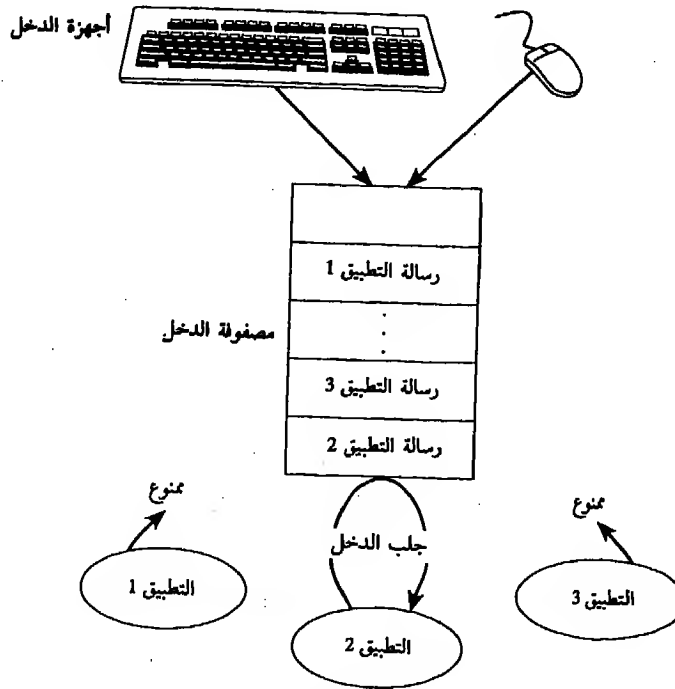 أجهزة الدخل
رسالة التطبيق 1
مصفوفة الدخل
رسالة التطبيق 3
رسالة التطبيق 2
ممنوع
ممنوع
جلب الدخل
التطبيق 1
التطبيق 3
التطبيق 2